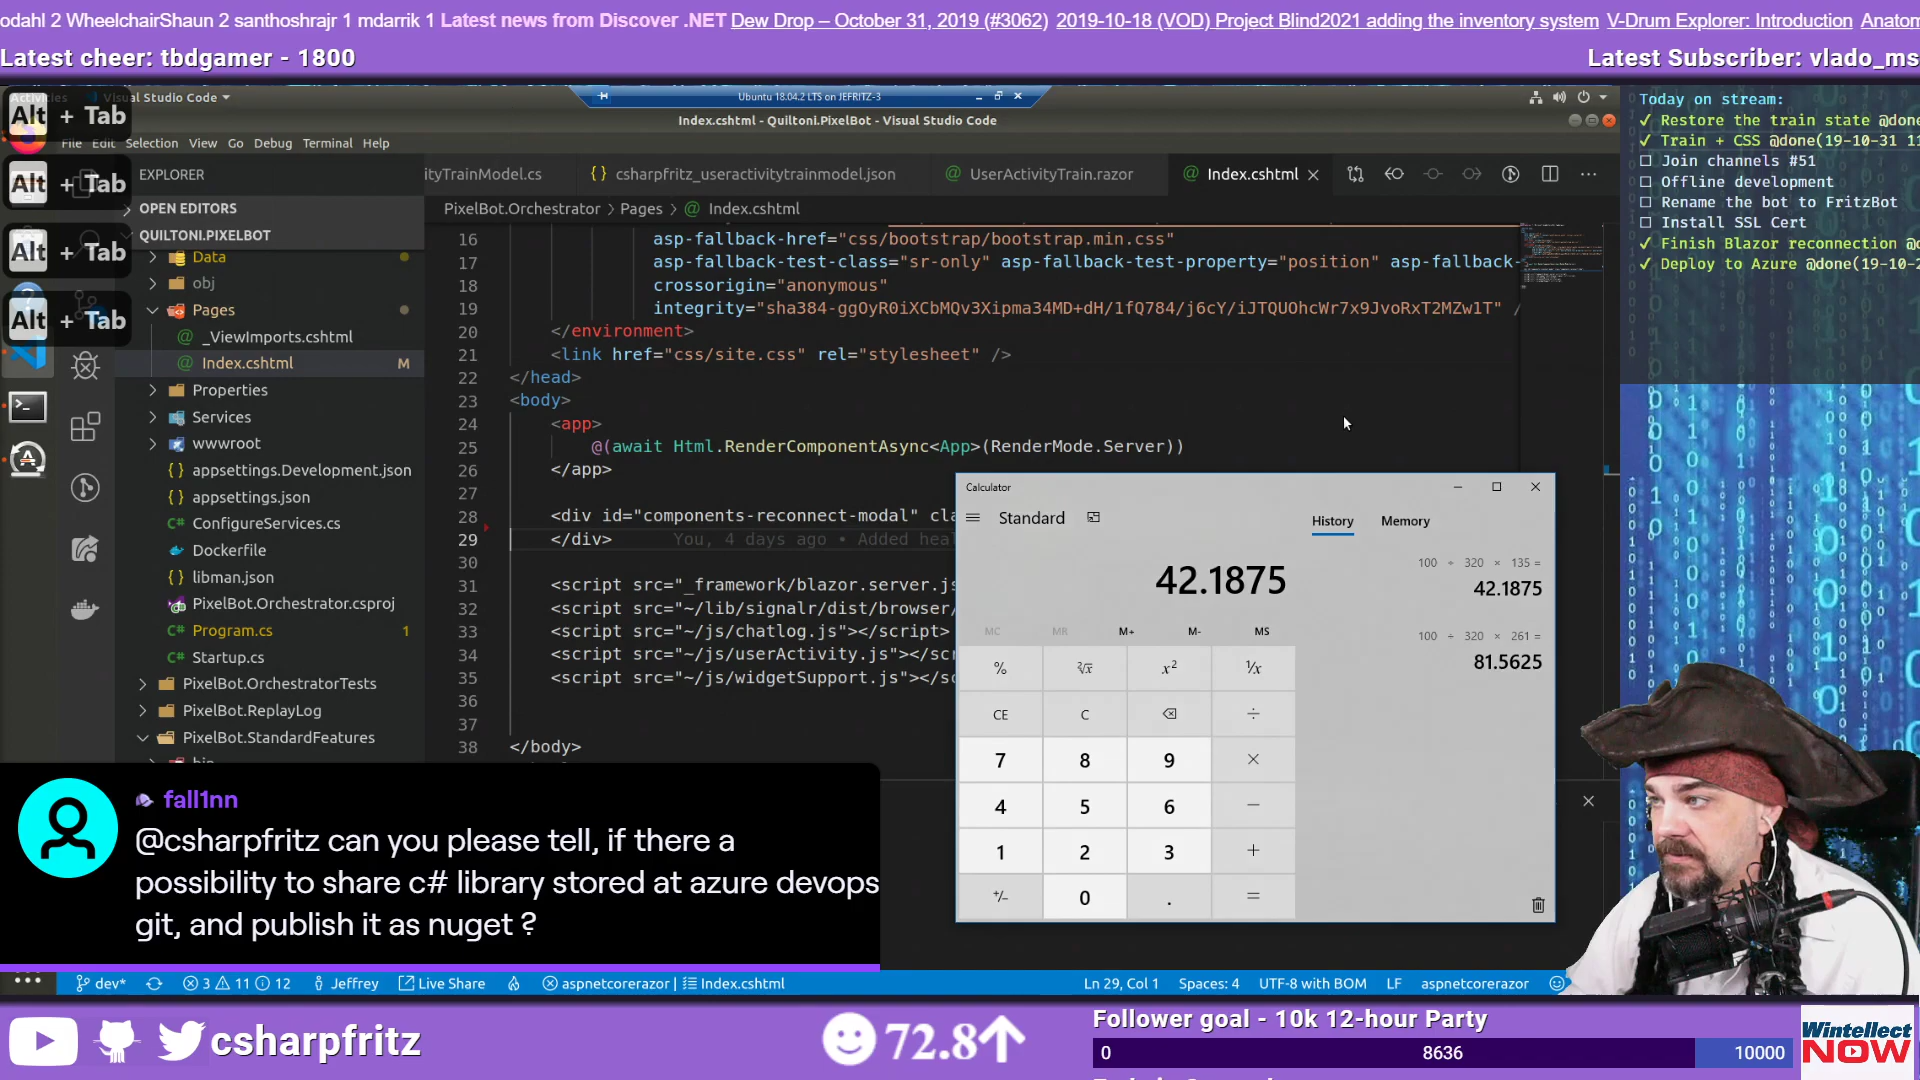 odahl 2 WheelchairShaun 2 santhoshrajr 1 mdarrik 1 Latest news from Discover .NET Dew Drop – October 31, 2019 (#3062) 2019-10-18 (VOD) Project Blind2021 adding the inventory system V-Drum Explorer: Introduction Anaton
Latest cheer: tbdgamer - 1800
Latest Subscriber: vlado_ms
Alt + Tab
Alt + Tab
Alt + Tab
Alt + Tab
Visual Studio Code
Ubuntu 18.04.2 LTS on JEFRITZ-3
Index.cshtml - Quiltoni.PixelBot - Visual Studio Code
File Edit Selection View Go Debug Terminal Help
EXPLORER
OPEN EDITORS
QUILTONI.PIXELBOT
Data
obj
Pages
_ViewImports.cshtml
Index.cshtml M
Properties
Services
wwwroot
appsettings.Development.json
appsettings.json
ConfigureServices.cs
Dockerfile
libman.json
PixelBot.Orchestrator.csproj
Program.cs 1
Startup.cs
PixelBot.OrchestratorTests
PixelBot.ReplayLog
PixelBot.StandardFeatures
ityTrainModel.cs
csharpfritz_useractivitytrainmodel.json
UserActivityTrain.razor
Index.cshtml
PixelBot.Orchestrator > Pages > Index.cshtml
16 asp-fallback-href="css/bootstrap/bootstrap.min.css"
17 asp-fallback-test-class="sr-only" asp-fallback-test-property="position" asp-fallback-
18 crossorigin="anonymous"
19 integrity="sha384-ggOyR0iXCbMQv3Xipma34MD+dH/1fQ784/j6cY/iJTQUOhcWr7x9JvoRxT2MZw1T" /
20 </environment>
21 <link href="css/site.css" rel="stylesheet" />
22 </head>
23 <body>
24 <app>
25 @(await Html.RenderComponentAsync<App>(RenderMode.Server))
26 </app>
27
28 <div id="components-reconnect-modal" cla
29 </div> You, 4 days ago • Added heal
30
31 <script src="_framework/blazor.server.js
32 <script src="~/lib/signalr/dist/browser/
33 <script src="~/js/chatlog.js"></script>
34 <script src="~/js/userActivity.js"></scr
35 <script src="~/js/widgetSupport.js"></sc
36
37
38 </body>
Calculator
Standard
History Memory
42.1875
100 ÷ 320 × 135 =
42.1875
100 ÷ 320 × 261 =
81.5625
MC MR M+ M- MS
% ²√x x² ¹/x
CE C ÷
7 8 9 ×
4 5 6 −
1 2 3 +
+/− 0 . =
Today on stream:
✓ Restore the train state @done
✓ Train + CSS @done(19-10-31 11
☐ Join channels #51
☐ Offline development
☐ Rename the bot to FritzBot
☐ Install SSL Cert
✓ Finish Blazor reconnection @d
✓ Deploy to Azure @done(19-10-2
fall1nn
@csharpfritz can you please tell, if there a
possibility to share c# library stored at azure devops
git, and publish it as nuget ?
dev* 3 11 12 Jeffrey Live Share aspnetcorerazor | Index.cshtml
Ln 29, Col 1 Spaces: 4 UTF-8 with BOM LF aspnetcorerazor
csharpfritz
72.8
Follower goal - 10k 12-hour Party
0 8636 10000
Wintellect
NOW